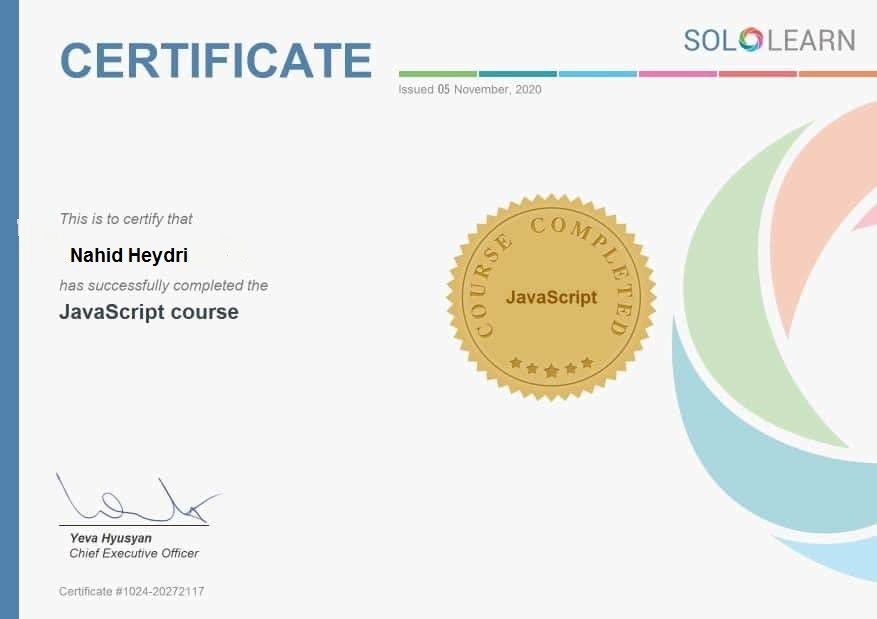 CERTIFICATE
SOLOLEARN
Issued 05 November, 2020
This is to certify that
Nahid Heydri
has successfully completed the
JavaScript course
COURSE COMPLETED
JavaScript
Yeva Hyusyan
Chief Executive Officer
Certificate #1024-20272117